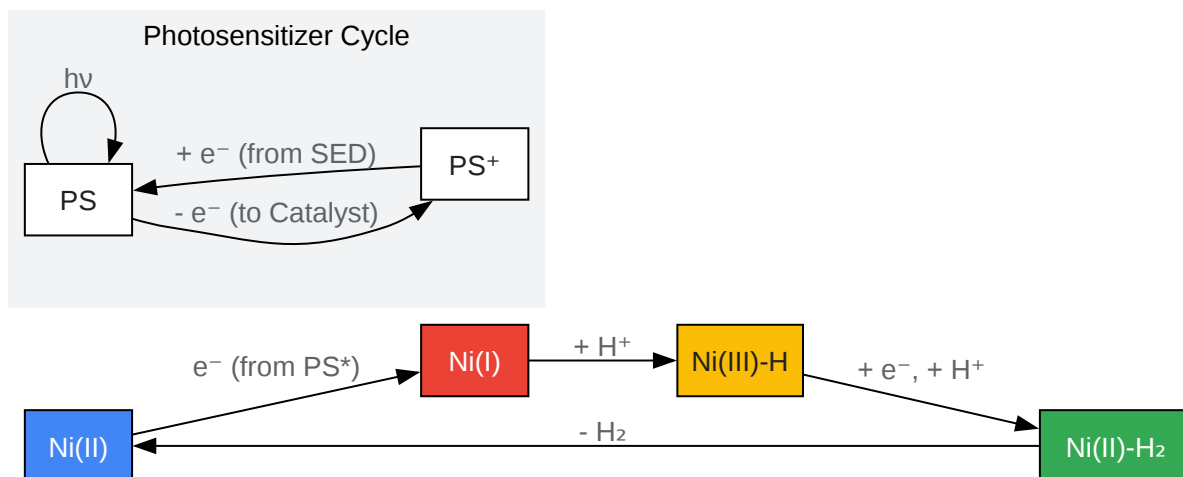 Photosensitizer Cycle
hν
+ e⁻ (from SED)
PS⁺
PS
- e⁻ (to Catalyst)
e⁻ (from PS*)
Ni(I)
+ H⁺
Ni(III)-H
+ e⁻, + H⁺
Ni(II)
- H₂
Ni(II)-H₂